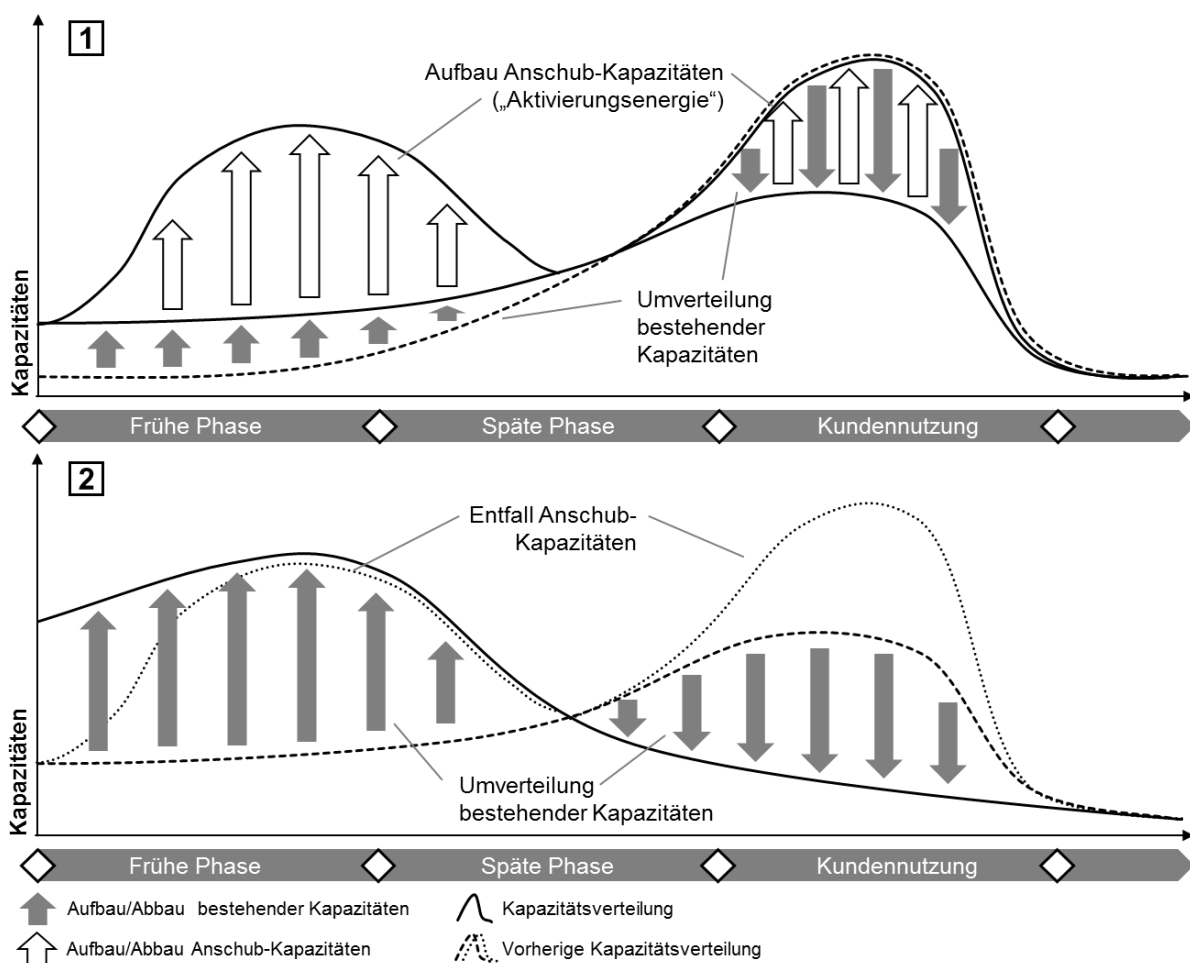 1
Aufbau Anschub-Kapazitäten
(„Aktivierungsenergie“)
Umverteilung
bestehender
Kapazitäten
Kapazitäten
Frühe Phase
Späte Phase
Kundennutzung
2
Entfall Anschub-
Kapazitäten
Umverteilung
bestehender Kapazitäten
Kapazitäten
Frühe Phase
Späte Phase
Kundennutzung
Aufbau/Abbau bestehender Kapazitäten
Kapazitätsverteilung
Aufbau/Abbau Anschub-Kapazitäten
Vorherige Kapazitätsverteilung